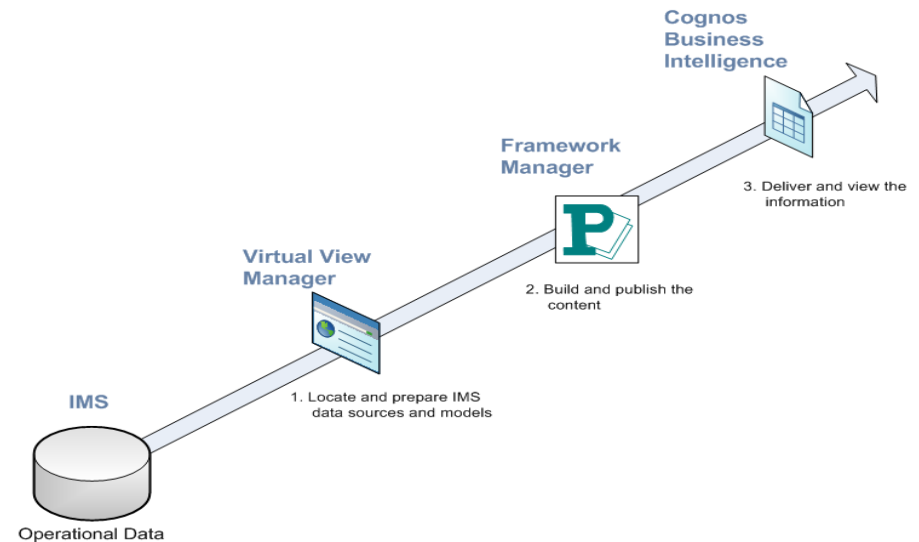 Cognos
Business
Intelligence
Framework
Manager
3. Deliver and view the
information
P
Virtual View
Manager
2. Build and publish the
content
IMS
1. Locate and prepare IMS
data sources and models
Operational Data